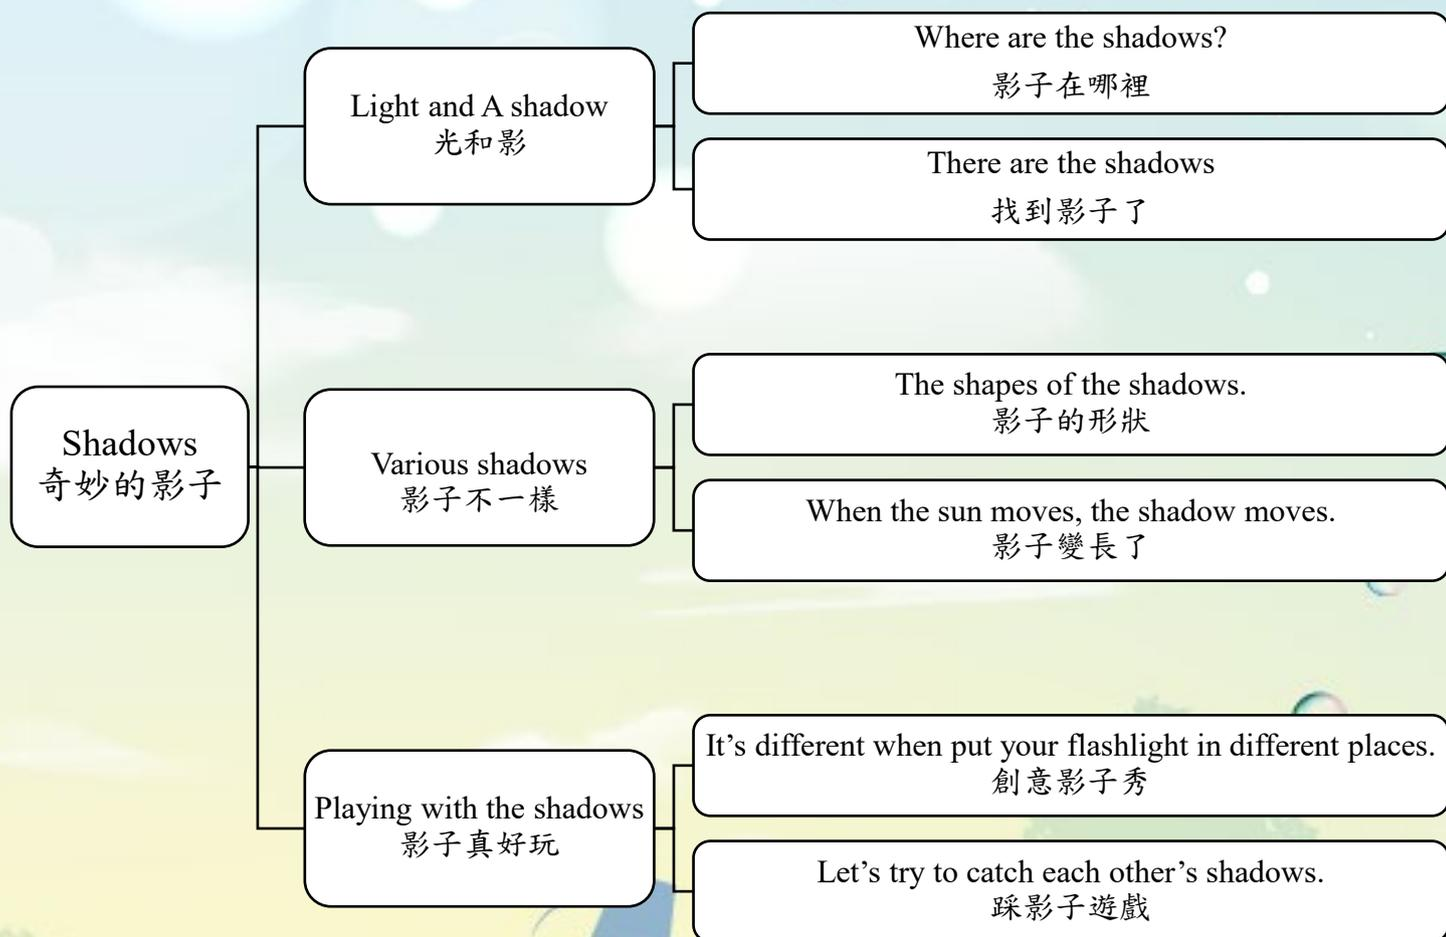 Shadows
奇妙的影子
Light and A shadow
光和影
Where are the shadows?
影子在哪裡
There are the shadows
找到影子了
Various shadows
影子不一樣
The shapes of the shadows.
影子的形狀
When the sun moves, the shadow moves.
影子變長了
Playing with the shadows
影子真好玩
It’s different when put your flashlight in different places.
創意影子秀
Let’s try to catch each other’s shadows.
踩影子遊戲